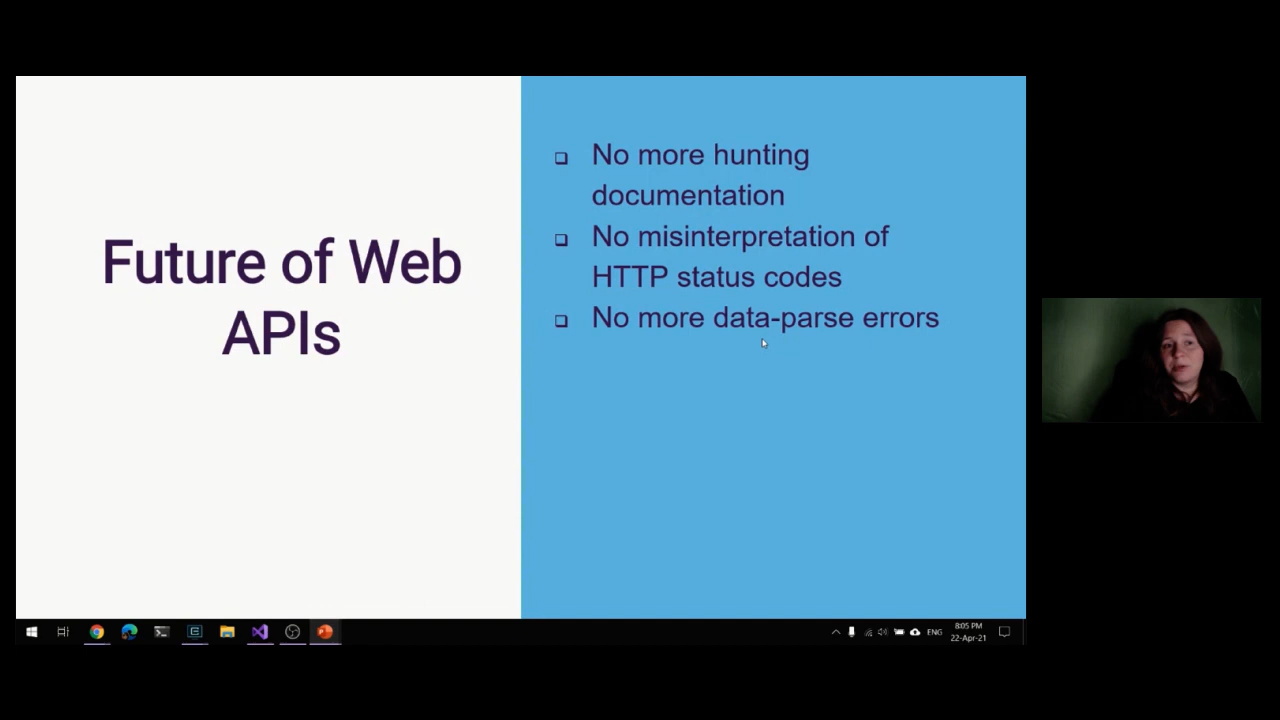 Future of Web
APIs
No more hunting
documentation
No misinterpretation of
HTTP status codes
No more data-parse errors
ENG
8:05 PM
22-Apr-21